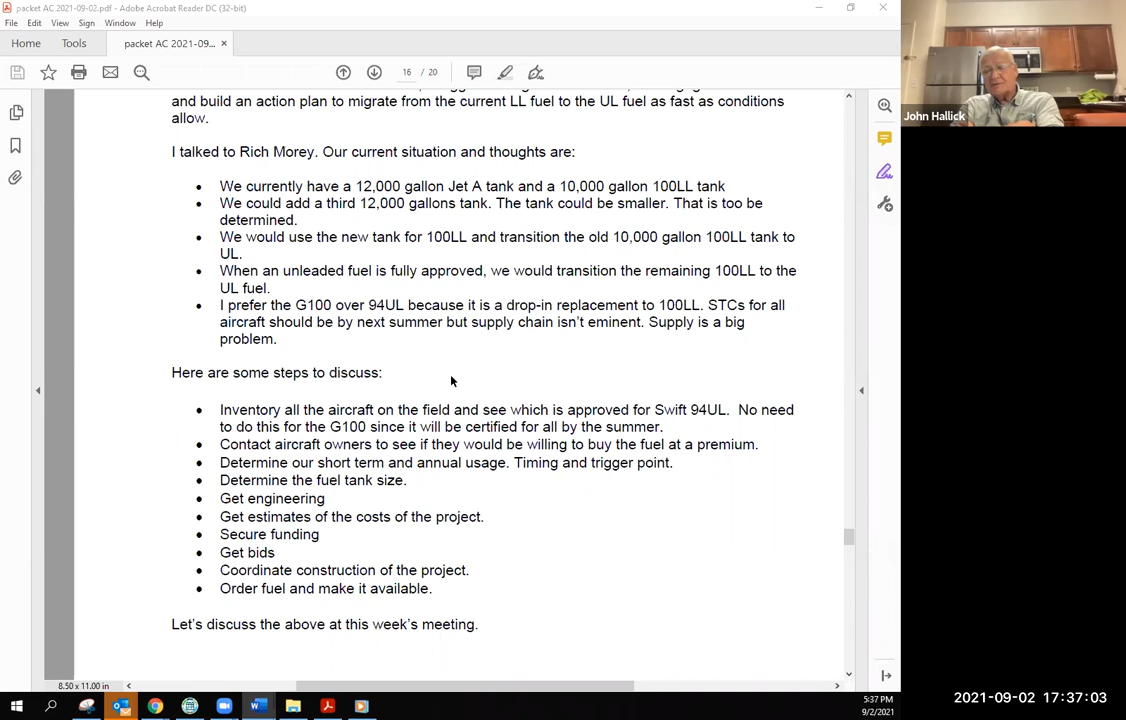 packet AC 2021-09-02.pdf - Adobe Acrobat Reader DC (32-bit)
File Edit View Sign Window Help
Home Tools packet AC 2021-09... ×
16 / 20
and build an action plan to migrate from the current LL fuel to the UL fuel as fast as conditions
allow.
I talked to Rich Morey. Our current situation and thoughts are:
• We currently have a 12,000 gallon Jet A tank and a 10,000 gallon 100LL tank
• We could add a third 12,000 gallons tank. The tank could be smaller. That is too be
determined.
• We would use the new tank for 100LL and transition the old 10,000 gallon 100LL tank to
UL.
• When an unleaded fuel is fully approved, we would transition the remaining 100LL to the
UL fuel.
• I prefer the G100 over 94UL because it is a drop-in replacement to 100LL. STCs for all
aircraft should be by next summer but supply chain isn't eminent. Supply is a big
problem.
Here are some steps to discuss:
• Inventory all the aircraft on the field and see which is approved for Swift 94UL. No need
to do this for the G100 since it will be certified for all by the summer.
• Contact aircraft owners to see if they would be willing to buy the fuel at a premium.
• Determine our short term and annual usage. Timing and trigger point.
• Determine the fuel tank size.
• Get engineering
• Get estimates of the costs of the project.
• Secure funding
• Get bids
• Coordinate construction of the project.
• Order fuel and make it available.
Let's discuss the above at this week's meeting.
8.50 x 11.00 in
5:37 PM
9/2/2021
John Hallick
2021-09-02 17:37:03